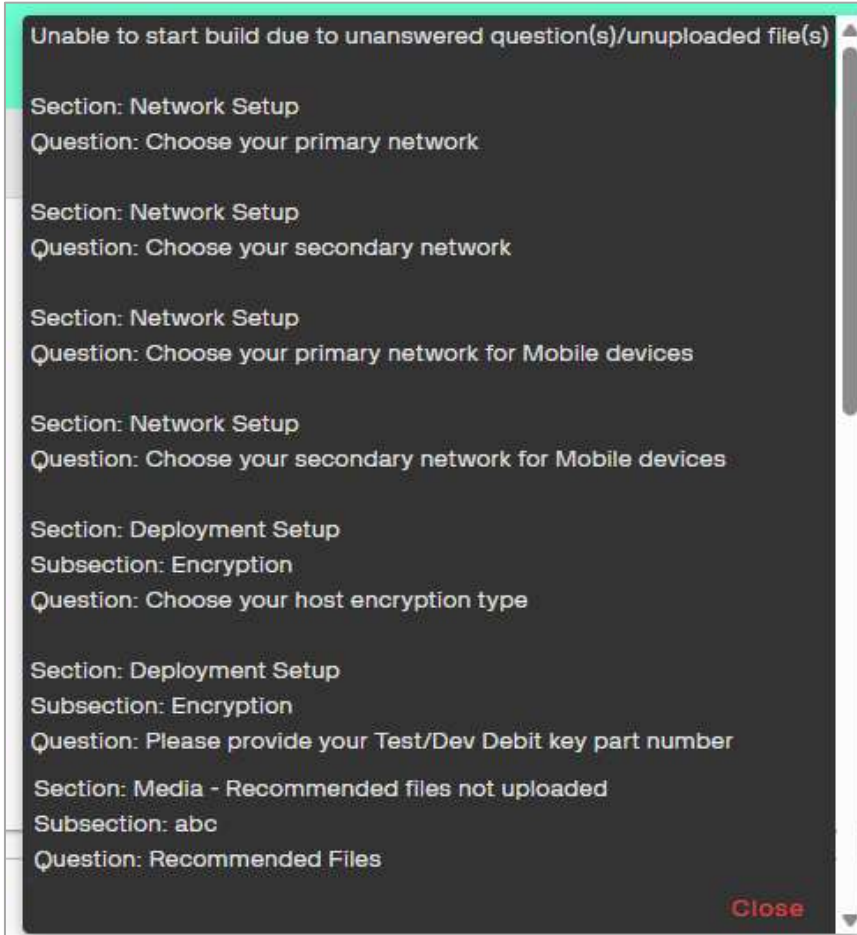 Unable to start build due to unanswered question(s)/unuploaded file(s)
Section: Network Setup
Question: Choose your primary network
Section: Network Setup
Question: Choose your secondary network
Section: Network Setup
Question: Choose your primary network for Mobile devices
Section: Network Setup
Question: Choose your secondary network for Mobile devices
Section: Deployment Setup
Subsection: Encryption
Question: Choose your host encryption type
Section: Deployment Setup
Subsection: Encryption
Question: Please provide your Test/Dev Debit key part number
Section: Media - Recommended files not uploaded
Subsection: abc
Question: Recommended Files
Close